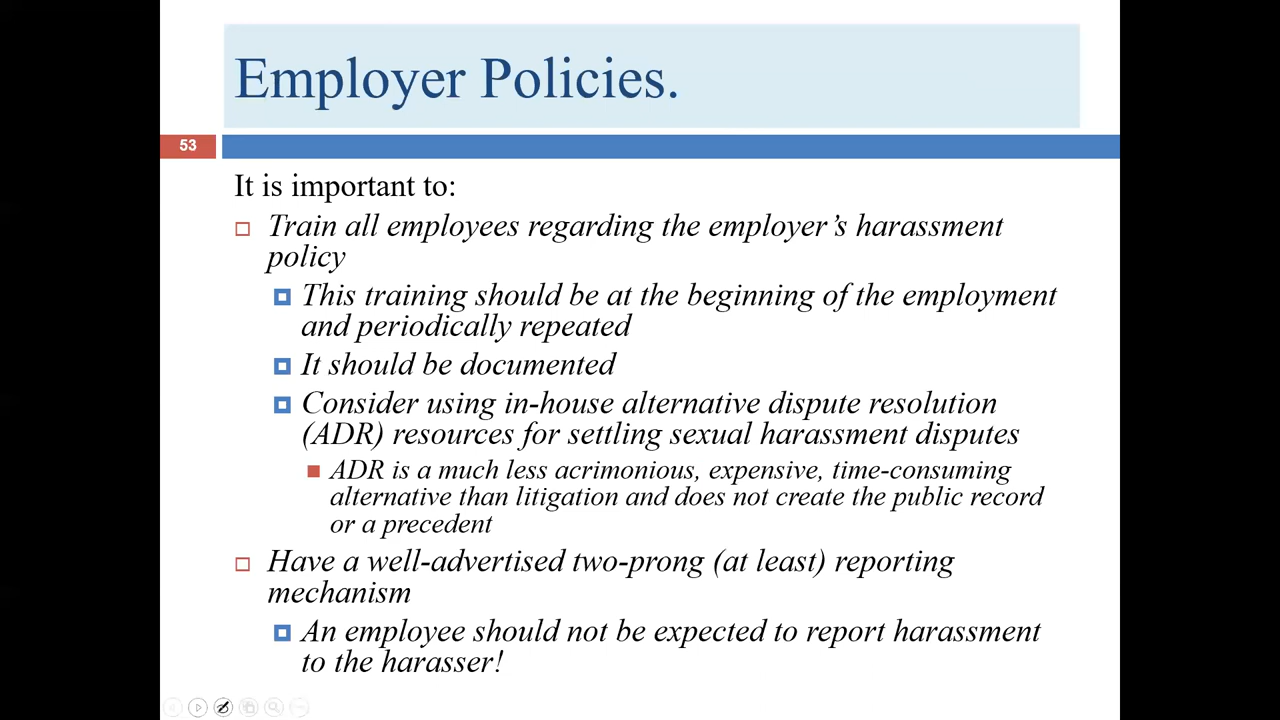 Employer Policies.
53
It is important to:
Train all employees regarding the employer’s harassment
policy
This training should be at the beginning of the employment
and periodically repeated
It should be documented
Consider using in-house alternative dispute resolution
(ADR) resources for settling sexual harassment disputes
ADR is a much less acrimonious, expensive, time-consuming
alternative than litigation and does not create the public record
or a precedent
Have a well-advertised two-prong (at least) reporting
mechanism
An employee should not be expected to report harassment
to the harasser!